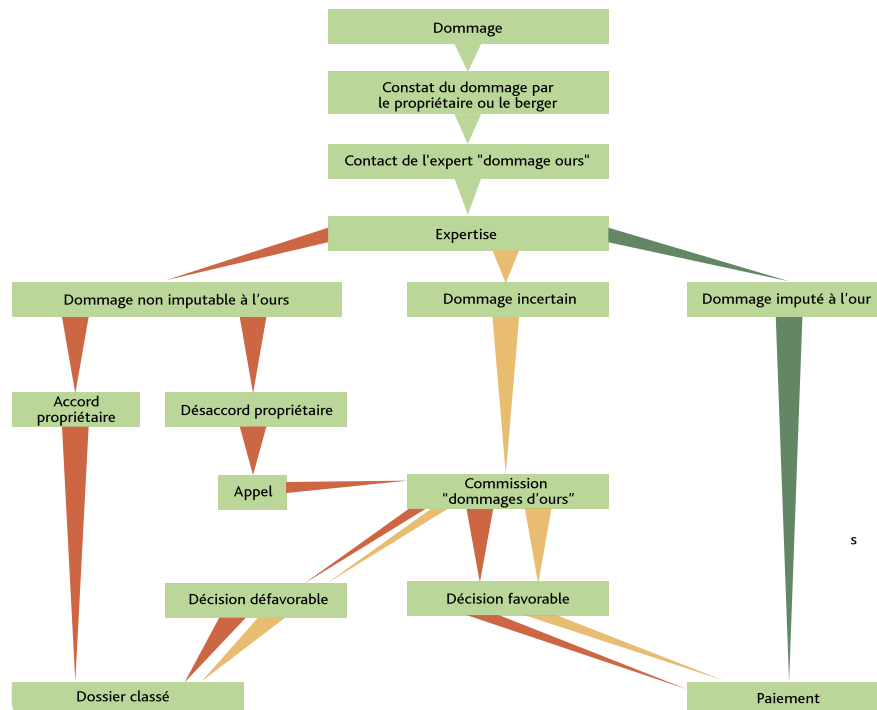 Dommage
Constat du dommage par
le propriétaire ou le berger
Contact de l'expert "dommage ours"
Expertise
Dommage non imputable à l’ours
Dommage incertain
Dommage imputé à l’our
Accord
propriétaire
Désaccord propriétaire
Appel
Commission
“dommages d’ours”
s
Décision défavorable
Décision favorable
Dossier classé
Paiement